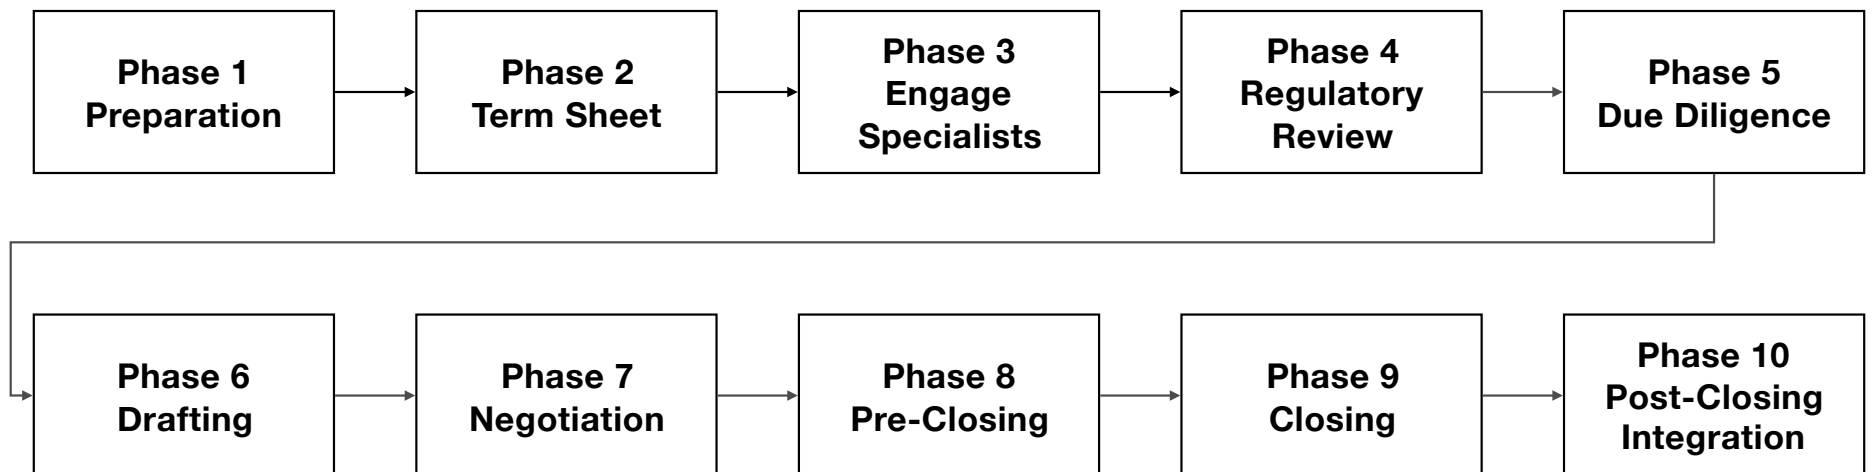 Phase 1
Preparation
Phase 2
Term Sheet
Phase 3
Engage
Specialists
Phase 4
Regulatory
Review
Phase 5
Due Diligence
Phase 6
Drafting
Phase 7
Negotiation
Phase 8
Pre-Closing
Phase 9
Closing
Phase 10
Post-Closing
Integration